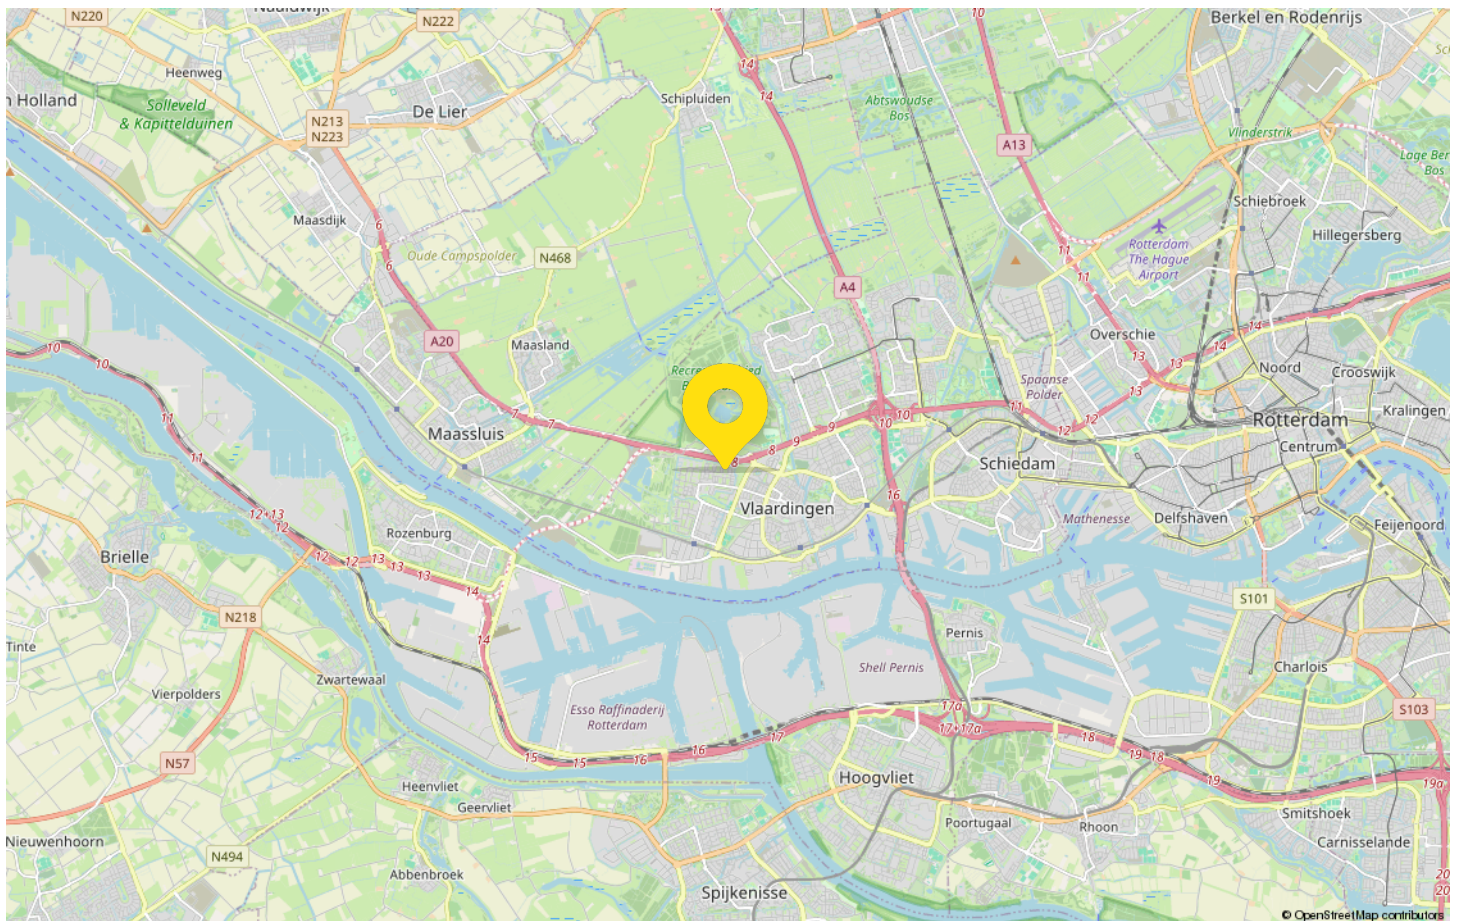 N220
Naaldwijk
N222
10
14
Berkel en Rodenrijs
Heenweg
Solleveld
& Kapittelduinen
De Lier
Schipluiden
14
14
Abtswoudse
Bos
N213
N223
A13
Vlinderstrik
Lage Ber
Bos
Maasdijk
6
6
Oude Campspolder
N468
A4
Schiebroek
Hillegersberg
11
11
Rotterdam
The Hague
Airport
A20
Maasland
Overschie
14
14
13
13
13
10
10
11
11
Noord
Crooswijk
Spaanse
Polder
7
7
Maassluis
8
8
9
9
10
10
11
12
12
Kralingen
Rotterdam
Centrum
Schiedam
16
Vlaardingen
Mathenesse
Delfshaven
Feijenoord
12+13
12
Rozenburg
Brielle
12
12
13
13
13
14
14
N218
S101
Pernis
Tinte
Vierpolders
Zwartewaal
Shell Pernis
Charlois
Esso Raffinaderij
Rotterdam
S103
17a
17+17a
17
16
16
15
15
18
18
19
19
19a
N57
Hoogvliet
Heenvliet
Geervliet
Poortugaal
Rhoon
Smitshoek
Carnisselande
Nieuwenhoorn
N494
Abbenbroek
Spijkenisse
20
20
© OpenStreetMap contributors